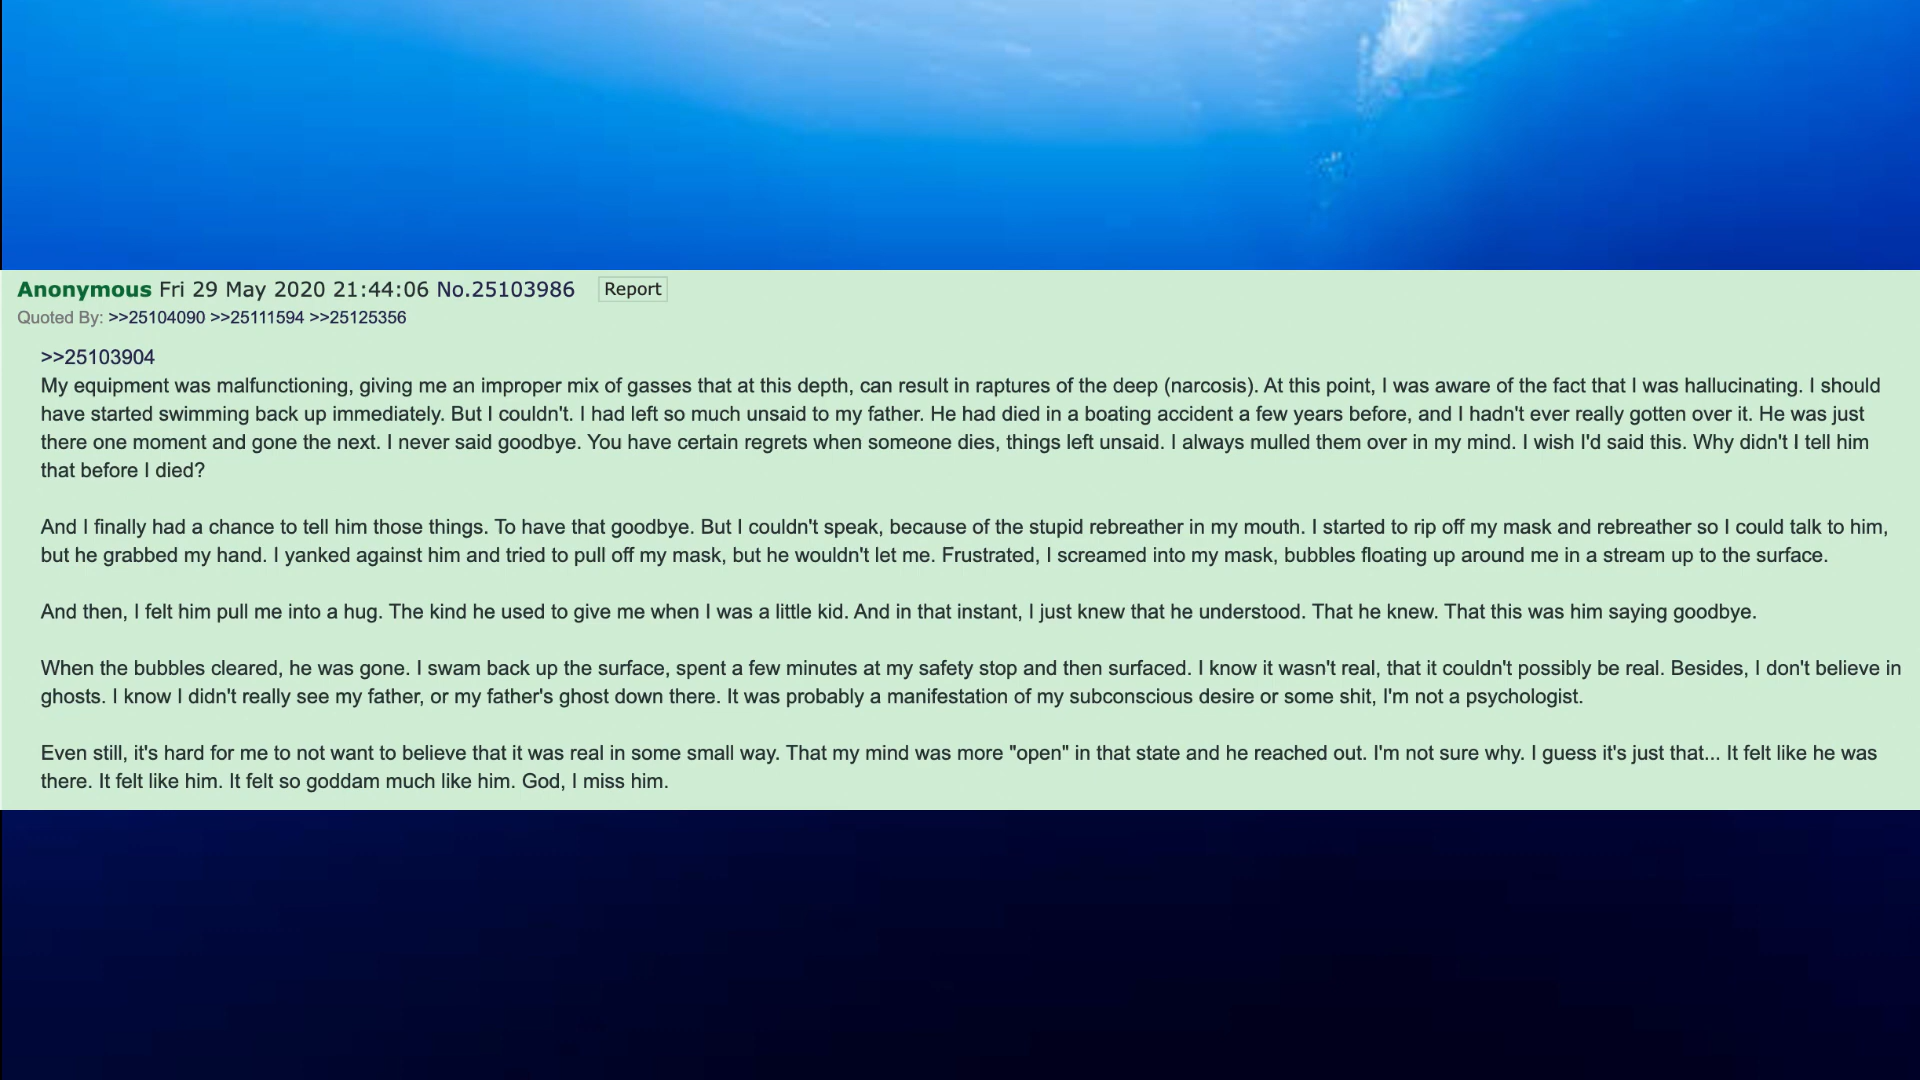 Anonymous Fri 29 May 2020 21:44:06 No.25103986 Report
Quoted By: >>25104090 >>25111594 >>25125356
>>25103904
My equipment was malfunctioning, giving me an improper mix of gasses that at this depth, can result in raptures of the deep (narcosis). At this point, I was aware of the fact that I was hallucinating. I should
have started swimming back up immediately. But I couldn't. I had left so much unsaid to my father. He had died in a boating accident a few years before, and I hadn't ever really gotten over it. He was just
there one moment and gone the next. I never said goodbye. You have certain regrets when someone dies, things left unsaid. I always mulled them over in my mind. I wish I'd said this. Why didn't I tell him
that before I died?
And I finally had a chance to tell him those things. To have that goodbye. But I couldn't speak, because of the stupid rebreather in my mouth. I started to rip off my mask and rebreather so I could talk to him,
but he grabbed my hand. I yanked against him and tried to pull off my mask, but he wouldn't let me. Frustrated, I screamed into my mask, bubbles floating up around me in a stream up to the surface.
And then, I felt him pull me into a hug. The kind he used to give me when I was a little kid. And in that instant, I just knew that he understood. That he knew. That this was him saying goodbye.
When the bubbles cleared, he was gone. I swam back up the surface, spent a few minutes at my safety stop and then surfaced. I know it wasn't real, that it couldn't possibly be real. Besides, I don't believe in
ghosts. I know I didn't really see my father, or my father's ghost down there. It was probably a manifestation of my subconscious desire or some shit, I'm not a psychologist.
Even still, it's hard for me to not want to believe that it was real in some small way. That my mind was more "open" in that state and he reached out. I'm not sure why. I guess it's just that... It felt like he was
there. It felt like him. It felt so goddam much like him. God, I miss him.